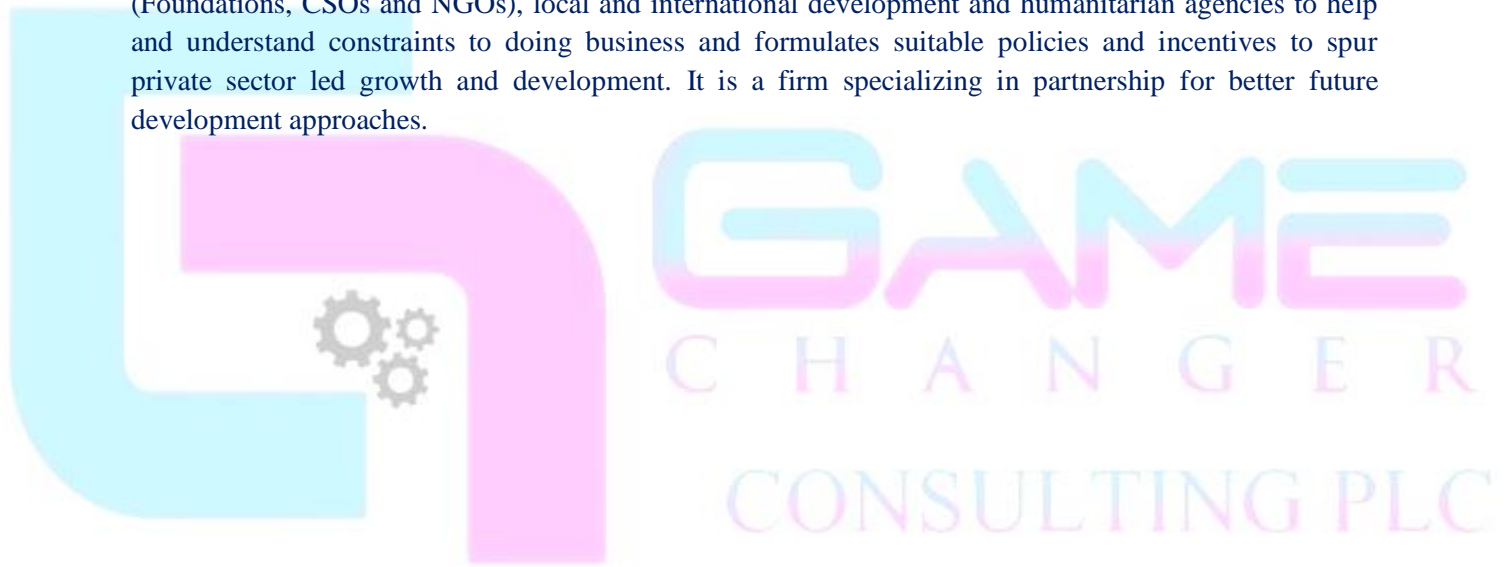 (Foundations, CSOs and NGOs), local and international development and humanitarian agencies to help
and understand constraints to doing business and formulates suitable policies and incentives to spur
private sector led growth and development. It is a firm specializing in partnership for better future
development approaches.
GAME
CHANGER
CONSULTING PLC